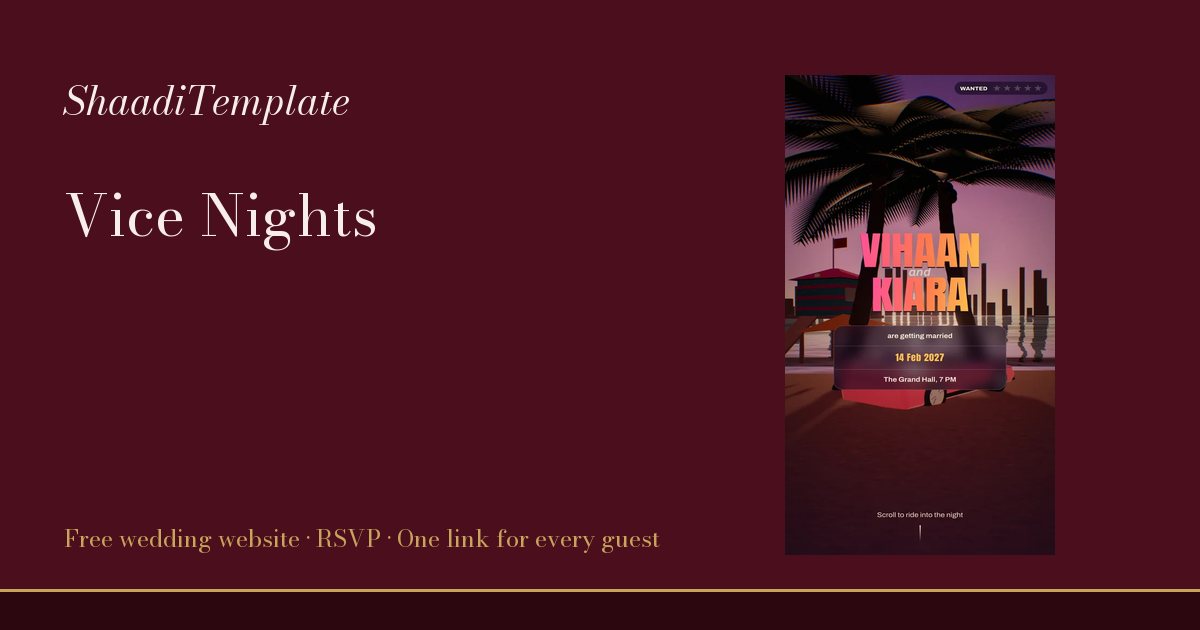 ShaadiTemplate
Vice Nights
Free wedding website · RSVP · One link for every guest
WANTED ★ ★ ★ ★ ★
VIHAAN
and
KIARA
are getting married
14 Feb 2027
The Grand Hall, 7 PM
Scroll to ride into the night